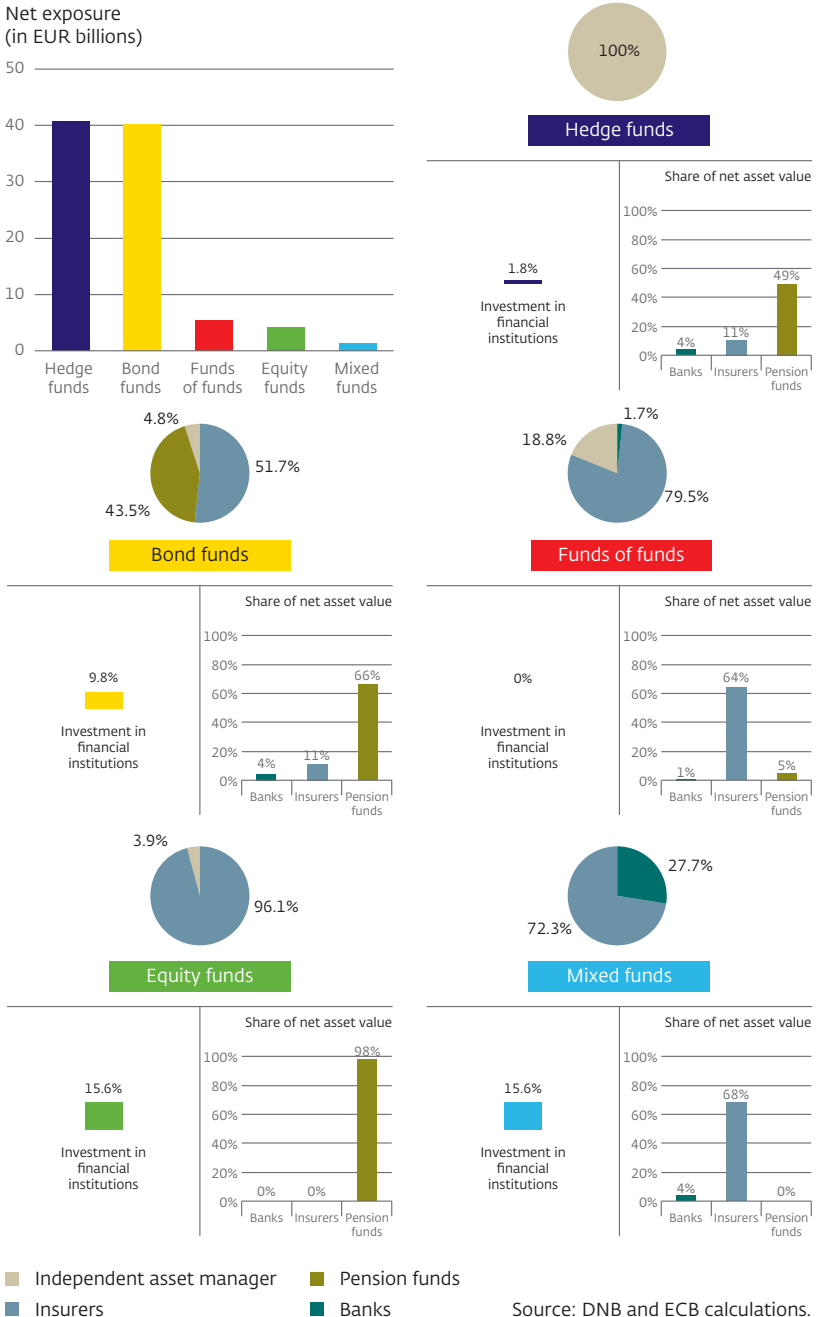 Net exposure
(in EUR billions)
50
40
30
20
10
0
Hedge funds
Bond funds
Funds of funds
Equity funds
Mixed funds
100%
Hedge funds
1.8%
Investment in
financial
institutions
Share of net asset value
100%
80%
60%
40%
20%
0%
4%
11%
49%
Banks
Insurers
Pension
funds
4.8%
51.7%
43.5%
Bond funds
9.8%
Investment in
financial
institutions
Share of net asset value
100%
80%
60%
40%
20%
0%
4%
11%
66%
Banks
Insurers
Pension
funds
1.7%
18.8%
79.5%
Funds of funds
0%
Investment in
financial
institutions
Share of net asset value
100%
80%
60%
40%
20%
0%
1%
64%
5%
Banks
Insurers
Pension
funds
3.9%
96.1%
Equity funds
15.6%
Investment in
financial
institutions
Share of net asset value
100%
80%
60%
40%
20%
0%
0%
0%
98%
Banks
Insurers
Pension
funds
27.7%
72.3%
Mixed funds
15.6%
Investment in
financial
institutions
Share of net asset value
100%
80%
60%
40%
20%
0%
4%
68%
0%
Banks
Insurers
Pension
funds
Independent asset manager
Pension funds
Insurers
Banks
Source: DNB and ECB calculations.